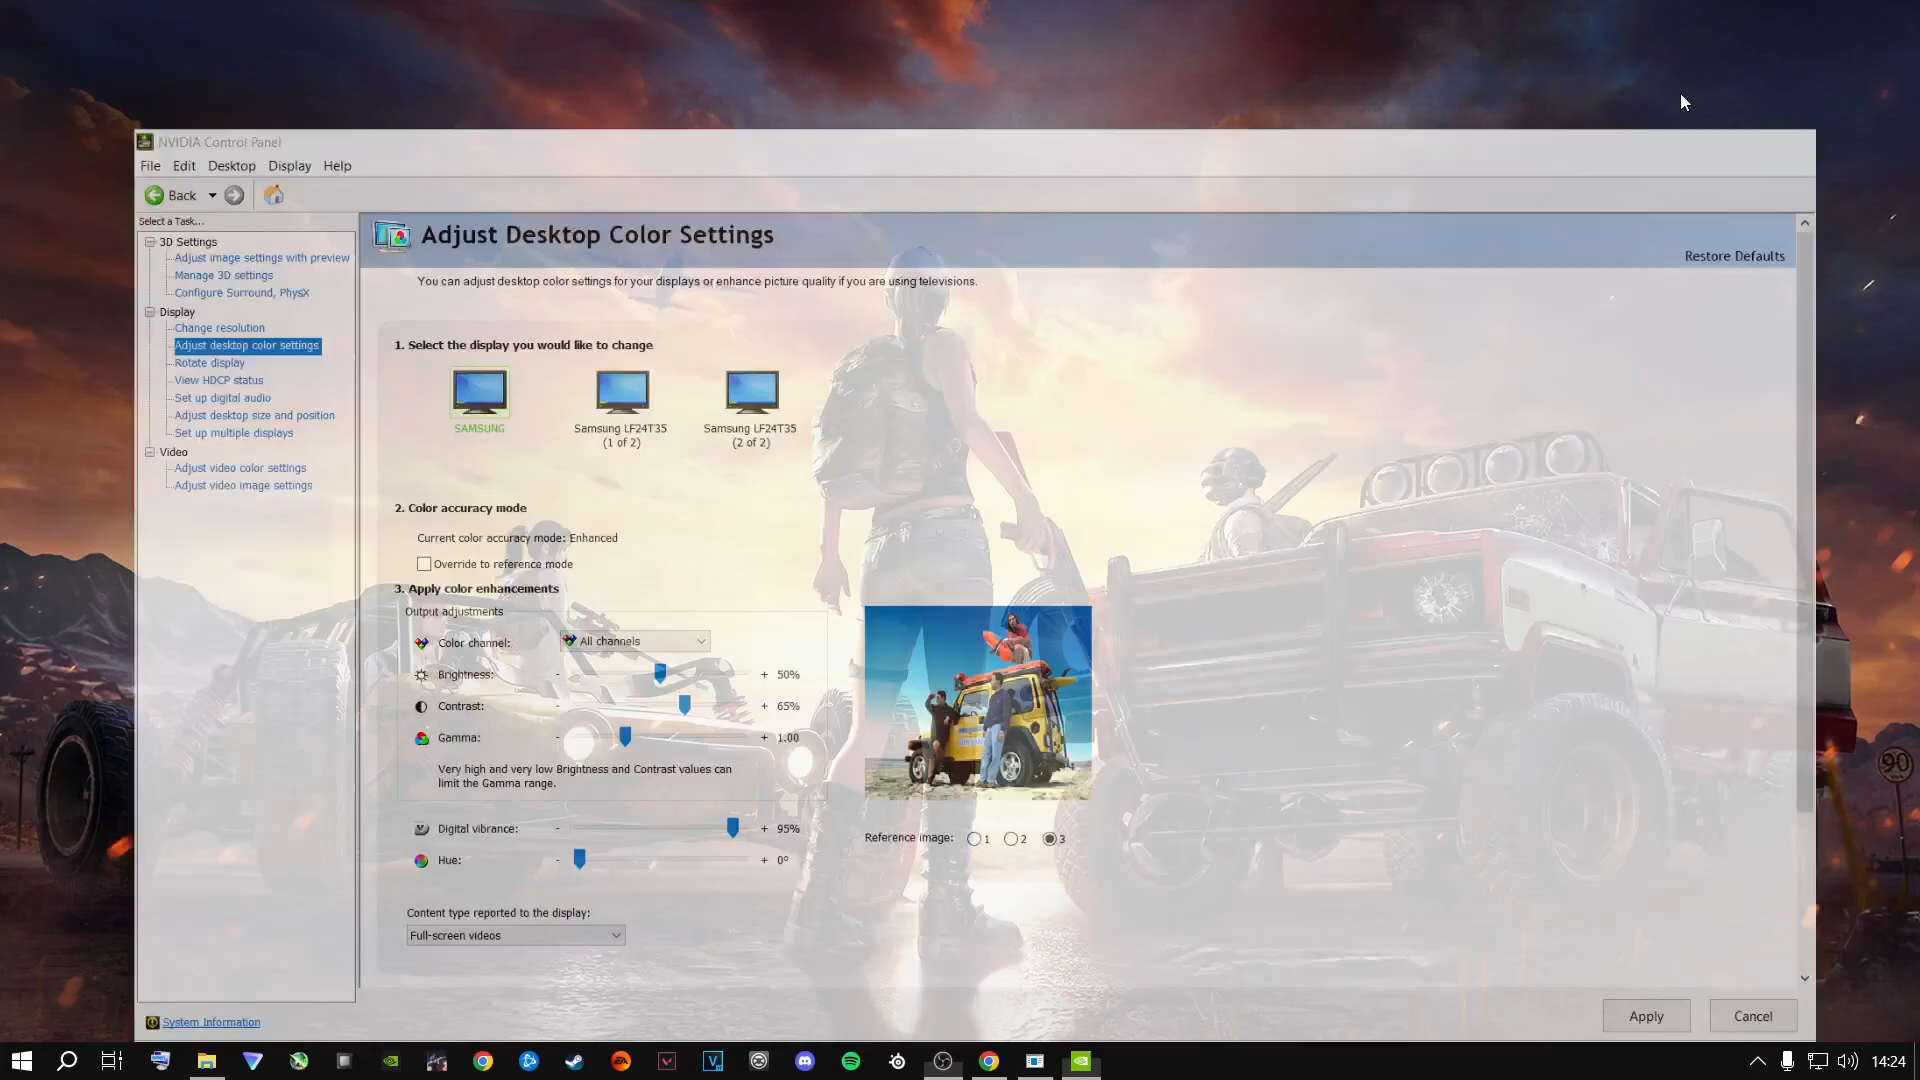 NVIDIA Control Panel
File Edit Desktop Display Help
Back
Select a Task...
3D Settings
Adjust image settings with preview
Manage 3D settings
Configure Surround, PhysX
Display
Change resolution
Adjust desktop color settings
Rotate display
View HDCP status
Set up digital audio
Adjust desktop size and position
Set up multiple displays
Video
Adjust video color settings
Adjust video image settings
System Information
Adjust Desktop Color Settings
Restore Defaults
You can adjust desktop color settings for your displays or enhance picture quality if you are using televisions.
1. Select the display you would like to change
SAMSUNG
Samsung LF24T35
(1 of 2)
Samsung LF24T35
(2 of 2)
2. Color accuracy mode
Current color accuracy mode: Enhanced
Override to reference mode
3. Apply color enhancements
Output adjustments
Color channel: All channels
Brightness: - + 50%
Contrast: - + 65%
Gamma: - + 1.00
Very high and very low Brightness and Contrast values can
limit the Gamma range.
Digital vibrance: - + 95%
Hue: - + 0°
Reference image: 1 2 3
Content type reported to the display:
Full-screen videos
Apply Cancel
90
14:24